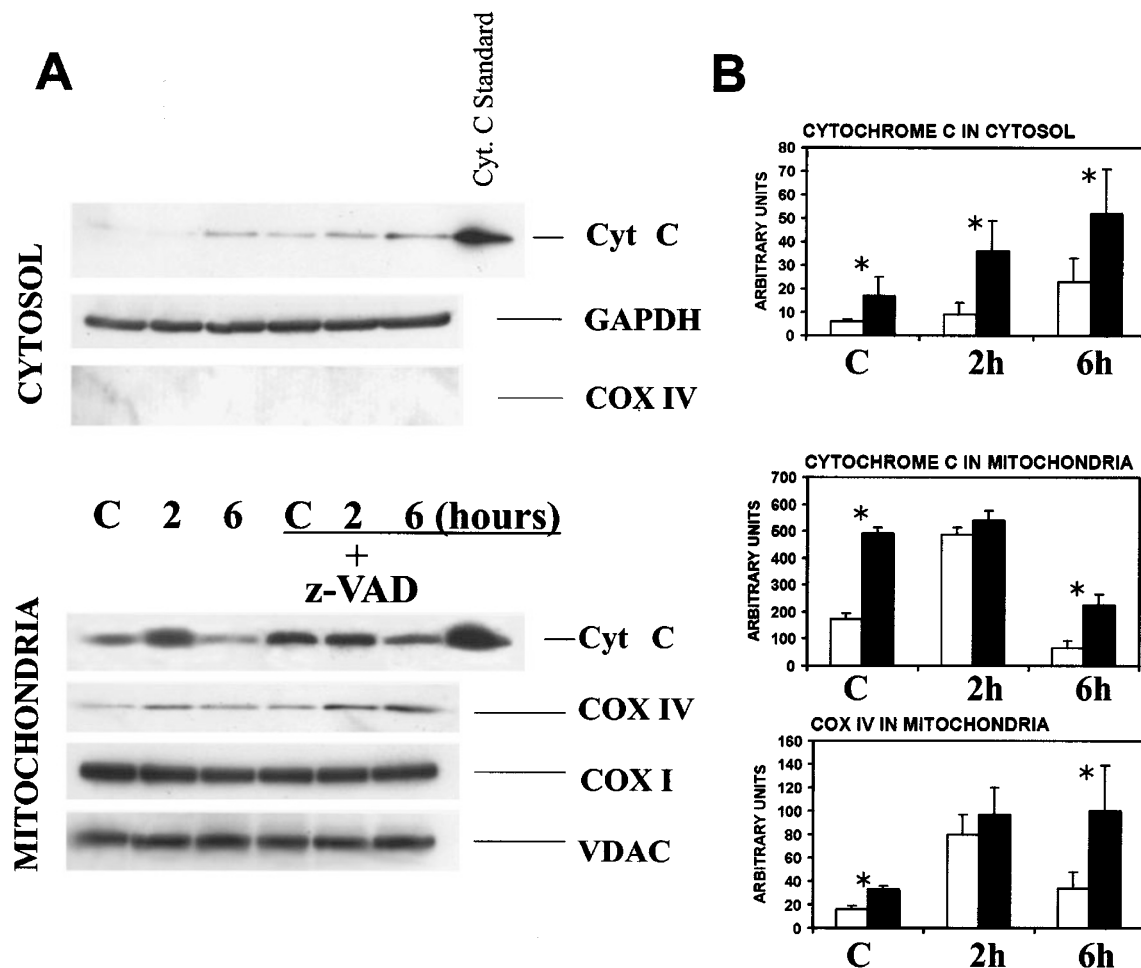 A
Cyt. C Standard
CYTOSOL
Cyt C
GAPDH
COX IV
C 2 6 C 2 6 (hours)
+
z-VAD
MITOCHONDRIA
Cyt C
COX IV
COX I
VDAC
B
CYTOCHROME C IN CYTOSOL
ARBITRARY UNITS
80
70
60
50
40
30
20
10
0
*
*
*
C 2h 6h
CYTOCHROME C IN MITOCHONDRIA
ARBITRARY UNITS
700
600
500
400
300
200
100
0
*
*
C 2h 6h
COX IV IN MITOCHONDRIA
ARBITRARY UNITS
160
140
120
100
80
60
40
20
0
*
*
C 2h 6h